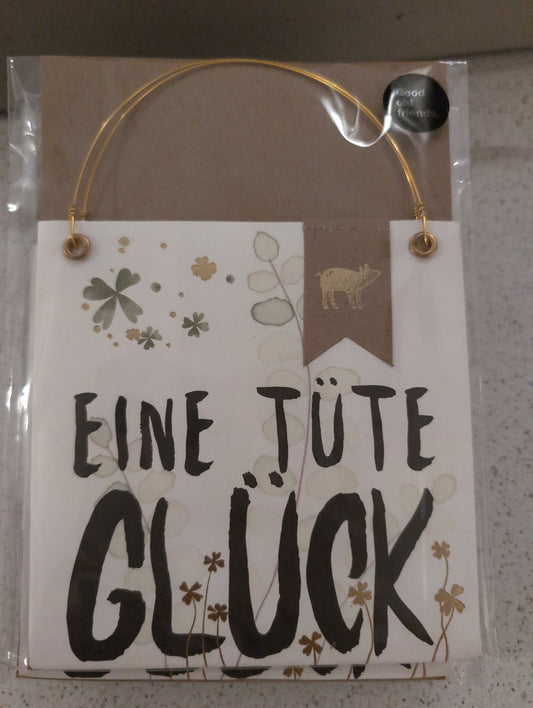 Good
old
friends.
EINE TÜTE
GLÜCK